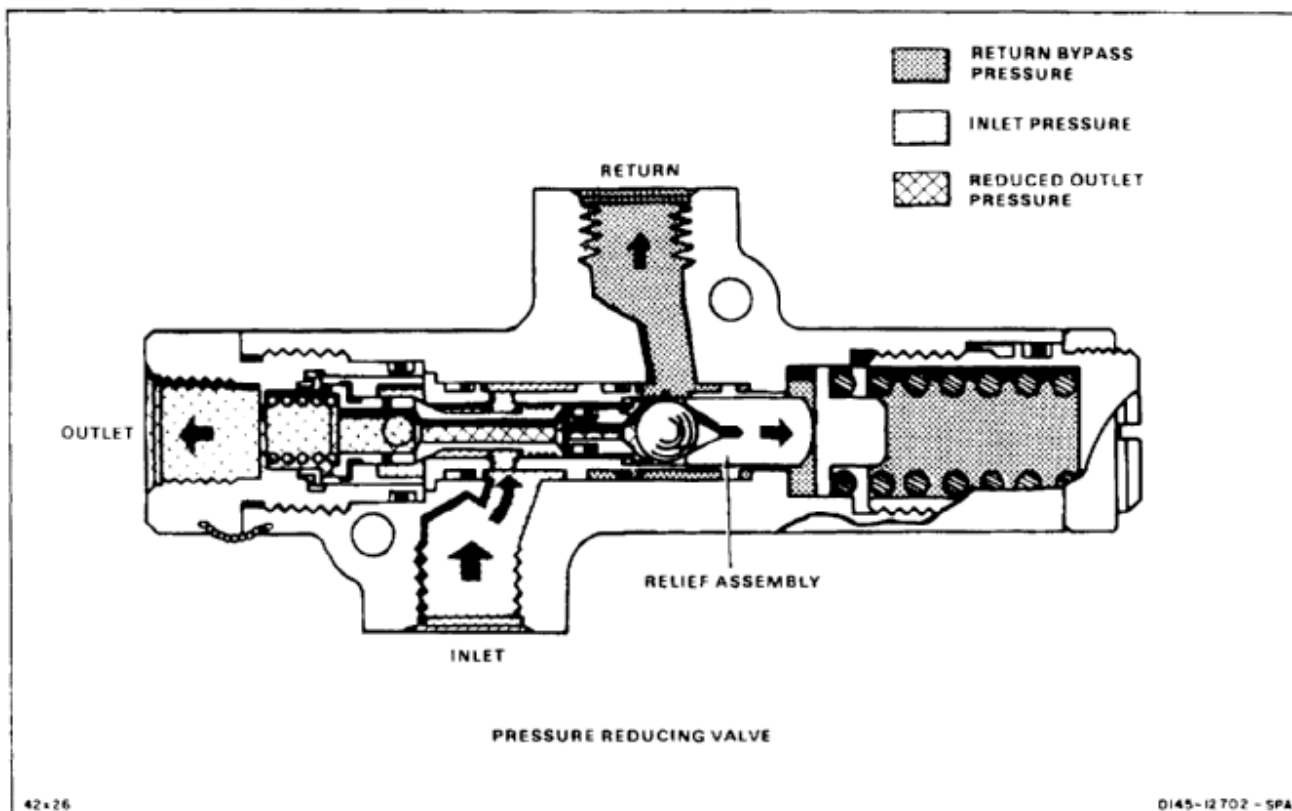 RETURN BYPASS
PRESSURE
INLET PRESSURE
REDUCED OUTLET
PRESSURE
RETURN
OUTLET
RELIEF ASSEMBLY
INLET
PRESSURE REDUCING VALVE
42x26
D145-12702-SPA